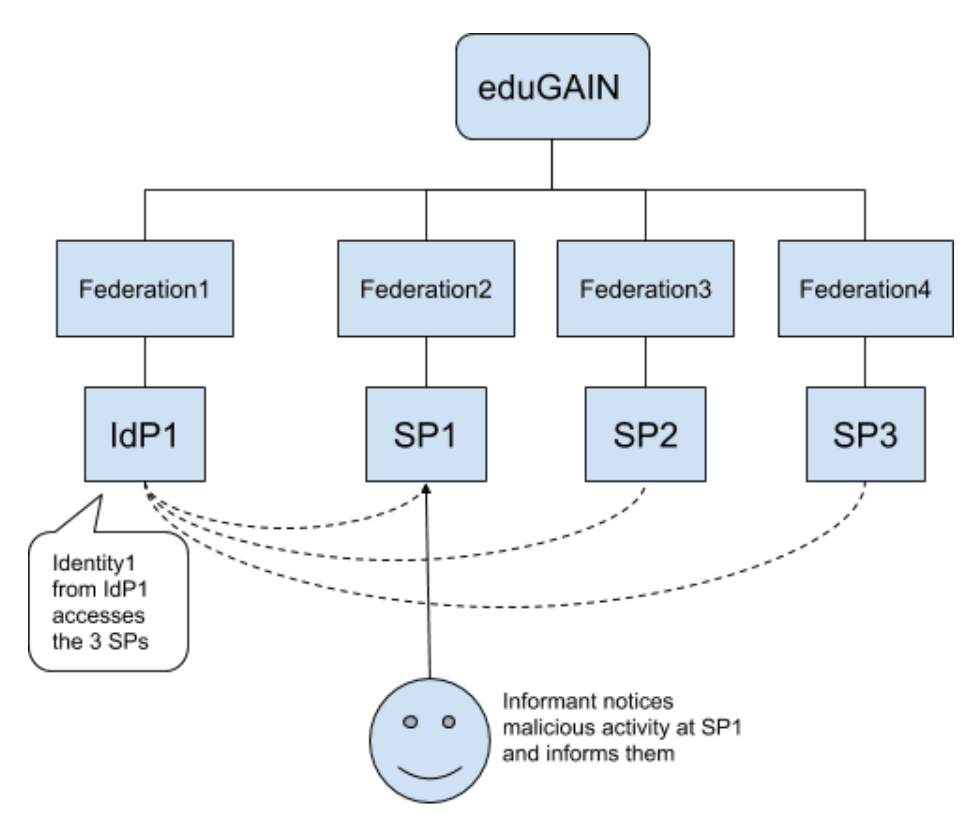 eduGAIN
Federation1
Federation2
Federation3
Federation4
IdP1
SP1
SP2
SP3
Identity1
from IdP1
accesses
the 3 SPs
Informant notices
malicious activity at SP1
and informs them